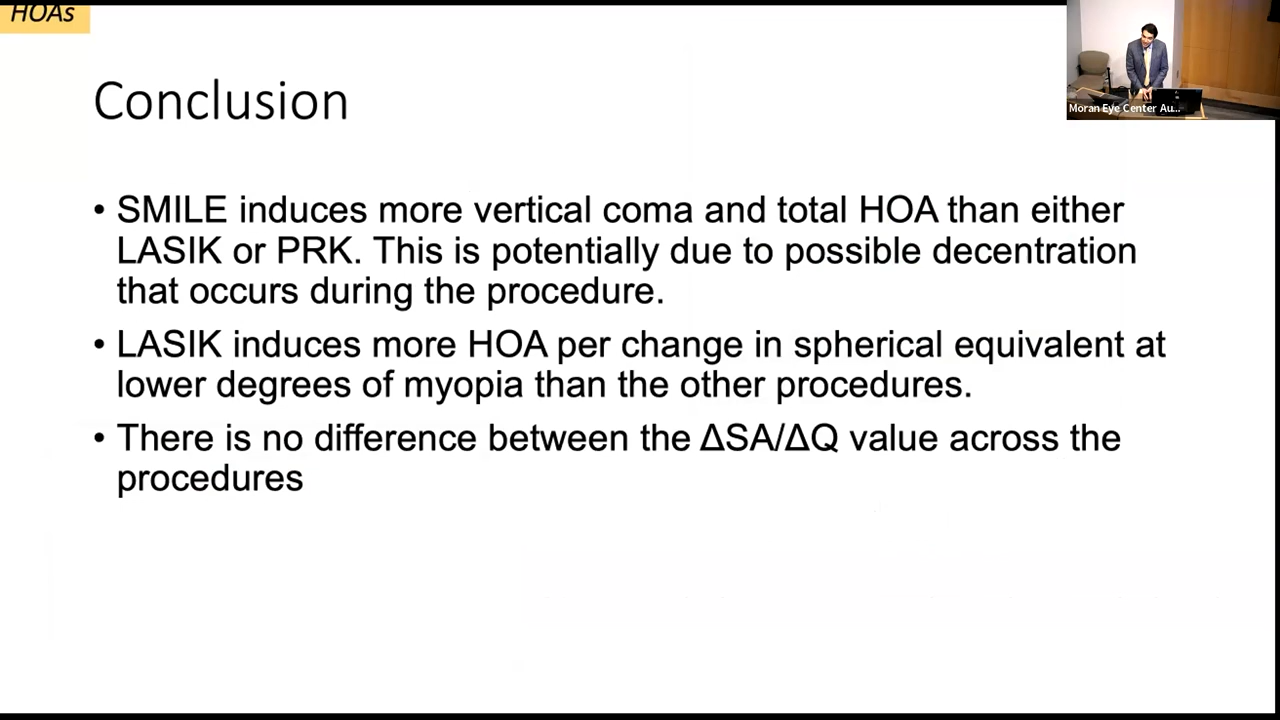 HOAs
Moran Eye Center Au...
Conclusion
• SMILE induces more vertical coma and total HOA than either
LASIK or PRK. This is potentially due to possible decentration
that occurs during the procedure.
• LASIK induces more HOA per change in spherical equivalent at
lower degrees of myopia than the other procedures.
• There is no difference between the ΔSA/ΔQ value across the
procedures